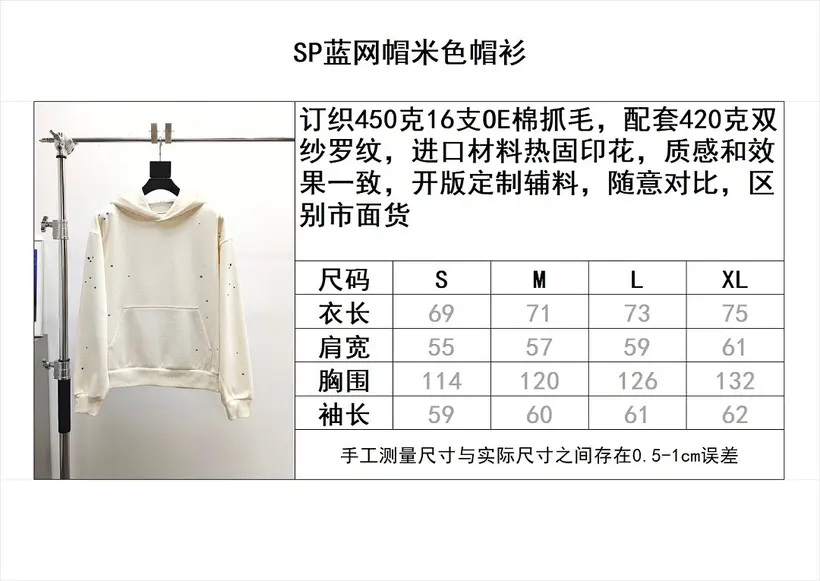 SP蓝网帽米色帽衫
订织450克16支OE棉抓毛，配套420克双
纱罗纹，进口材料热固印花，质感和效
果一致，开版定制辅料，随意对比，区
别市面货
尺码 S M L XL
衣长 69 71 73 75
肩宽 55 57 59 61
胸围 114 120 126 132
袖长 59 60 61 62
手工测量尺寸与实际尺寸之间存在0.5-1cm误差